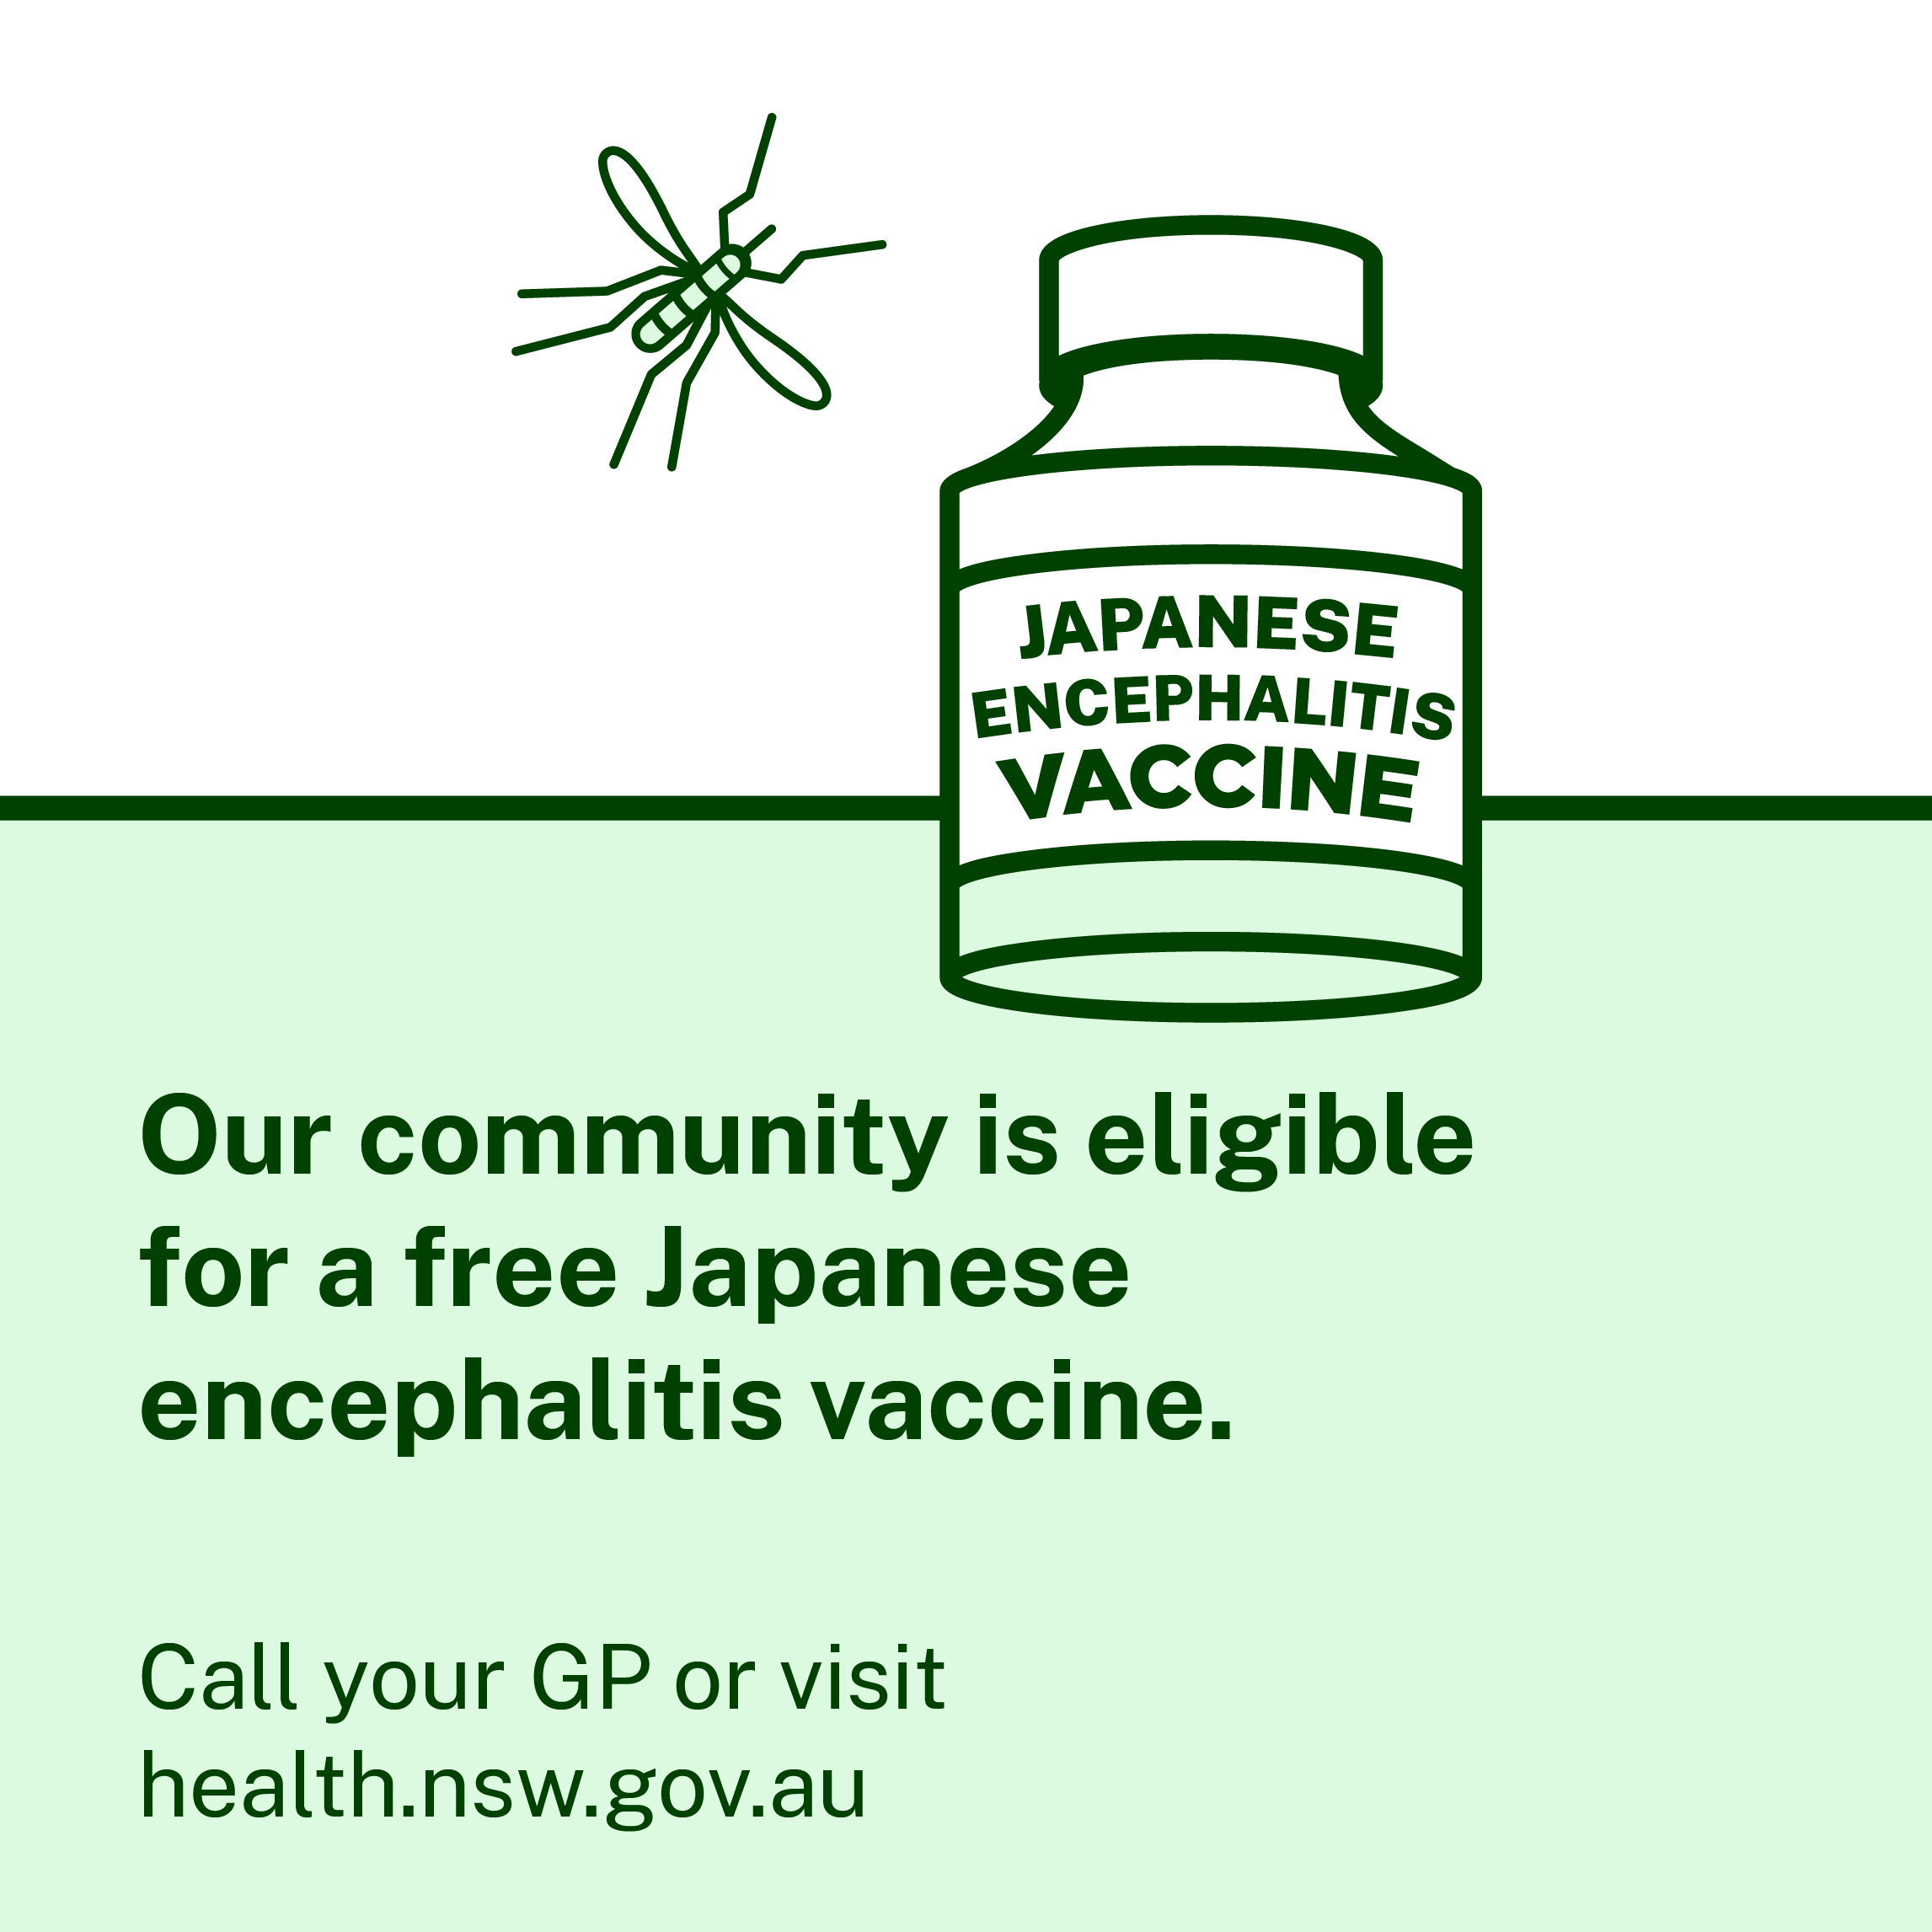 JAPANESE
ENCEPHALITIS
VACCINE
Our community is eligible
for a free Japanese
encephalitis vaccine.
Call your GP or visit
health.nsw.gov.au